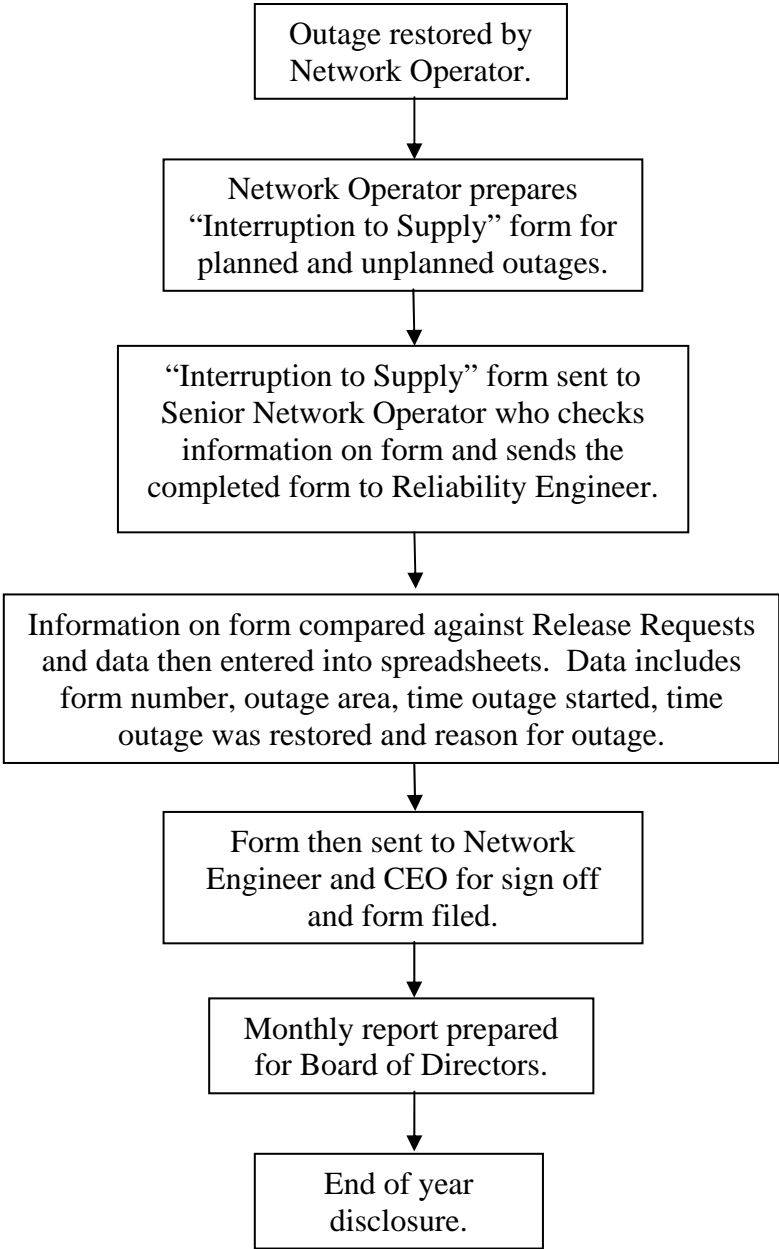 Outage restored by
Network Operator.
Network Operator prepares
“Interruption to Supply” form for
planned and unplanned outages.
“Interruption to Supply” form sent to
Senior Network Operator who checks
information on form and sends the
completed form to Reliability Engineer.
Information on form compared against Release Requests
and data then entered into spreadsheets.  Data includes
form number, outage area, time outage started, time
outage was restored and reason for outage.
Form then sent to Network
Engineer and CEO for sign off
and form filed.
Monthly report prepared
for Board of Directors.
End of year
disclosure.